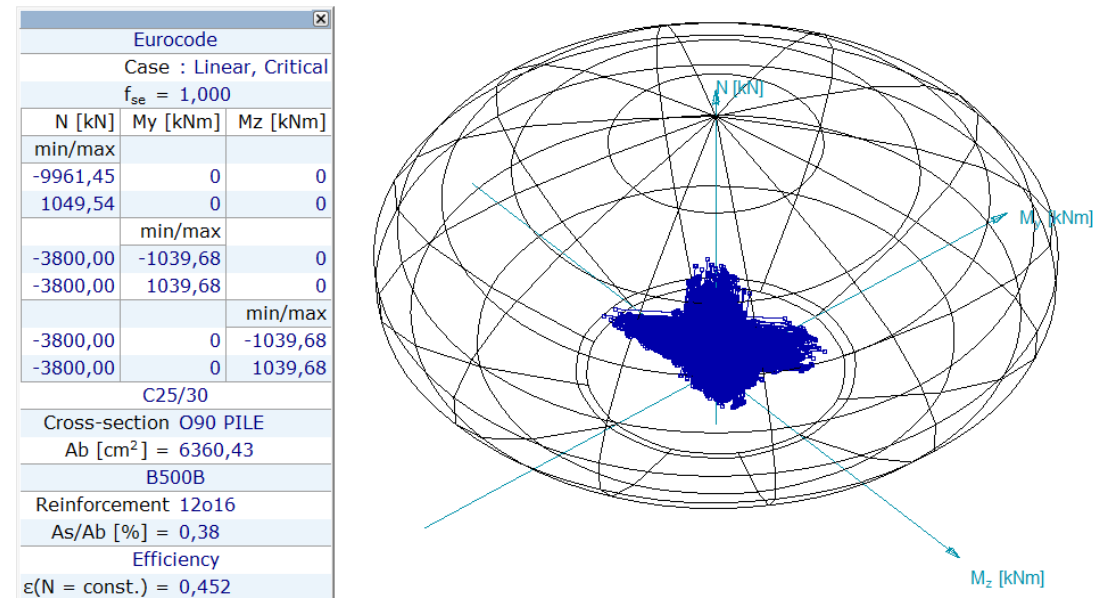 Eurocode
Case : Linear, Critical
fse = 1,000
N [kN] My [kNm] Mz [kNm]
min/max
-9961,45 0 0
1049,54 0 0
min/max
-3800,00 -1039,68 0
-3800,00 1039,68 0
min/max
-3800,00 0 -1039,68
-3800,00 0 1039,68
C25/30
Cross-section O90 PILE
Ab [cm²] = 6360,43
B500B
Reinforcement 12o16
As/Ab [%] = 0,38
Efficiency
ε(N = const.) = 0,452
N [kN]
My [kNm]
Mz [kNm]